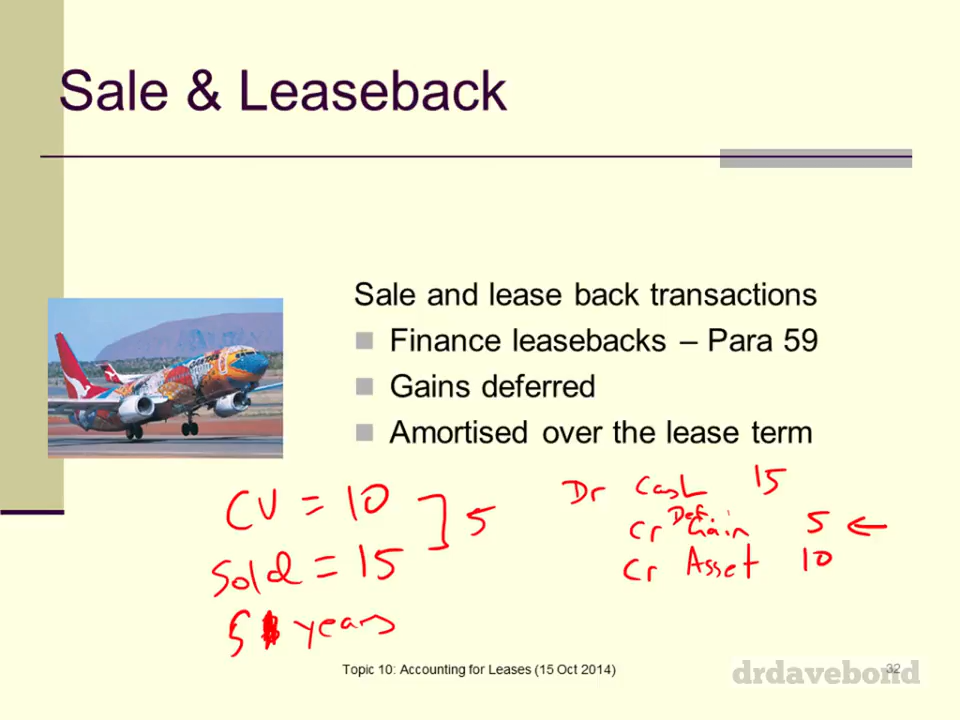 Sale & Leaseback
Sale and lease back transactions
Finance leasebacks – Para 59
Gains deferred
Amortised over the lease term
CV = 10
Sold = 15
5
5 years
Dr Cash 15
Cr Def Gain 5 ←
Cr Asset 10
Topic 10: Accounting for Leases (15 Oct 2014)
32
drdavebond